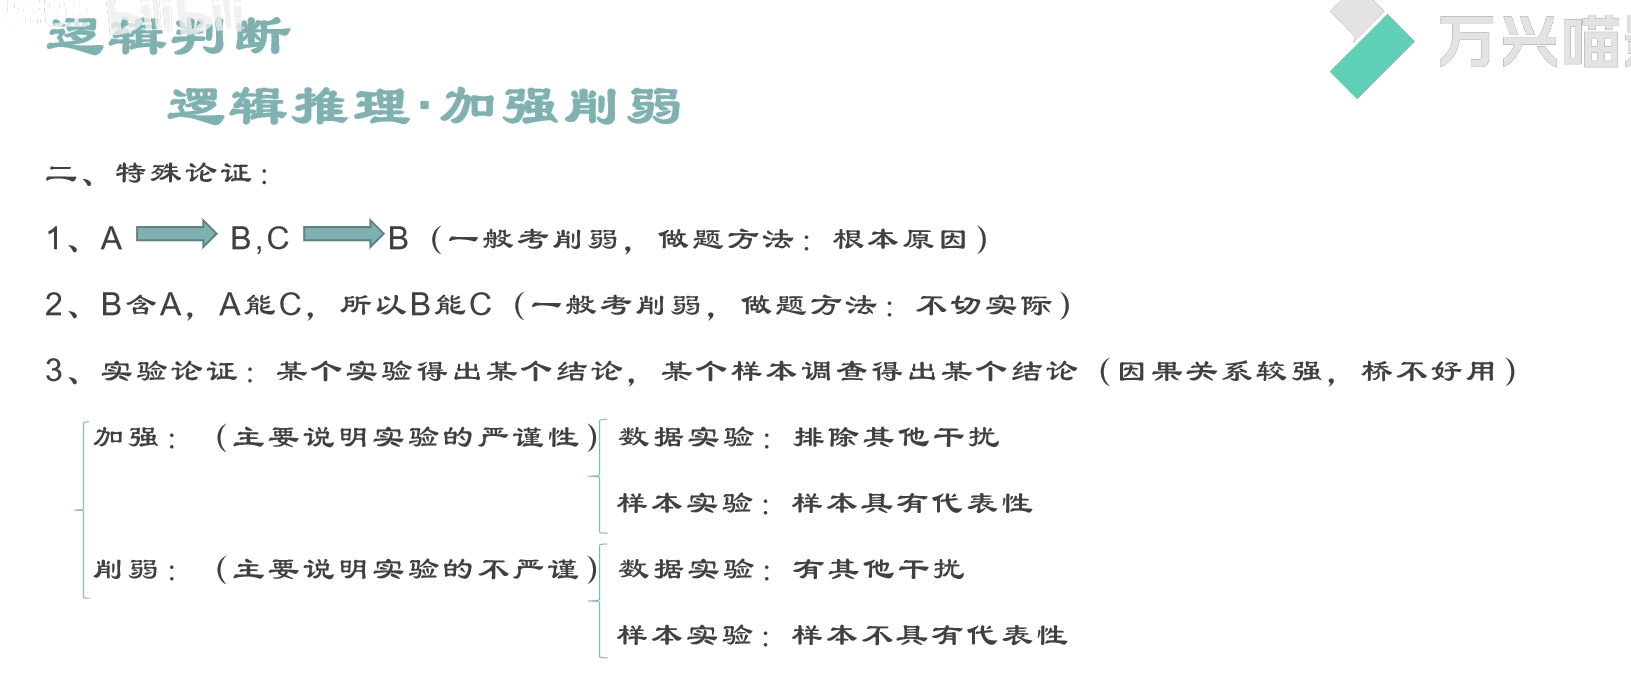 逻辑判断
万兴喵
逻辑推理·加强削弱
二、特殊论证：
1、A B,C B（一般考削弱，做题方法：根本原因）
2、B含A，A能C，所以B能C（一般考削弱，做题方法：不切实际）
3、实验论证：某个实验得出某个结论，某个样本调查得出某个结论（因果关系较强，桥不好用）
加强：（主要说明实验的严谨性） 数据实验：排除其他干扰
样本实验：样本具有代表性
削弱：（主要说明实验的不严谨） 数据实验：有其他干扰
样本实验：样本不具有代表性